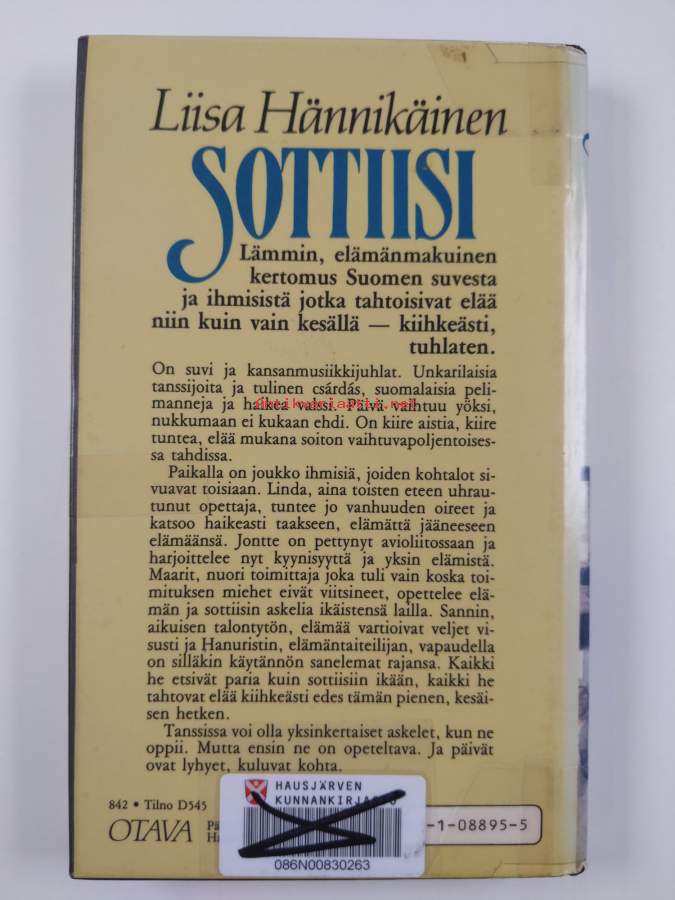 Liisa Hännikäinen
SOTTIISI
Lämmin, elämänmakuinen
kertomus Suomen suvesta
ja ihmisistä jotka tahtoisivat elää
niin kuin vain kesällä — kiihkeästi,
tuhlaten.
On suvi ja kansanmusiikkijuhlat. Unkarilaisia
tanssijoita ja tulinen csárdás, suomalaisia peli-
manneja ja haikea valssi. Päivä vaihtuu yöksi,
nukkumaan ei kukaan ehdi. On kiire aistia, kiire
tuntea, elää mukana soiton vaihtuvapoljentoises-
sa tahdissa.
Paikalla on joukko ihmisiä, joiden kohtalot si-
vuavat toisiaan. Linda, aina toisten eteen uhrau-
tunut opettaja, tuntee jo vanhuuden oireet ja
katsoo haikeasti taakseen, elämättä jääneeseen
elämäänsä. Jontte on pettynyt avioliitossaan ja
harjoittelee nyt kyynisyyttä ja yksin elämistä.
Maarit, nuori toimittaja joka tuli vain koska toi-
mituksen miehet eivät viitsineet, opettelee elä-
män ja sottiisin askelia ikäistensä lailla. Sannin,
aikuisen talontytön, elämää vartioivat veljet vi-
susti ja Hanuristin, elämäntaiteilijan, vapaudella
on silläkin käytännön sanelemat rajansa. Kaikki
he etsivät paria kuin sottiisiin ikään, kaikki he
tahtovat elää kiihkeästi edes tämän pienen, kesäi-
sen hetken.
Tanssissa voi olla yksinkertaiset askelet, kun ne
oppii. Mutta ensin ne on opeteltava. Ja päivät
ovat lyhyet, kuluvat kohta.
842 • Tilno D545
OTAVA
HAUSJÄRVEN
-1-08895-5
086N00830263